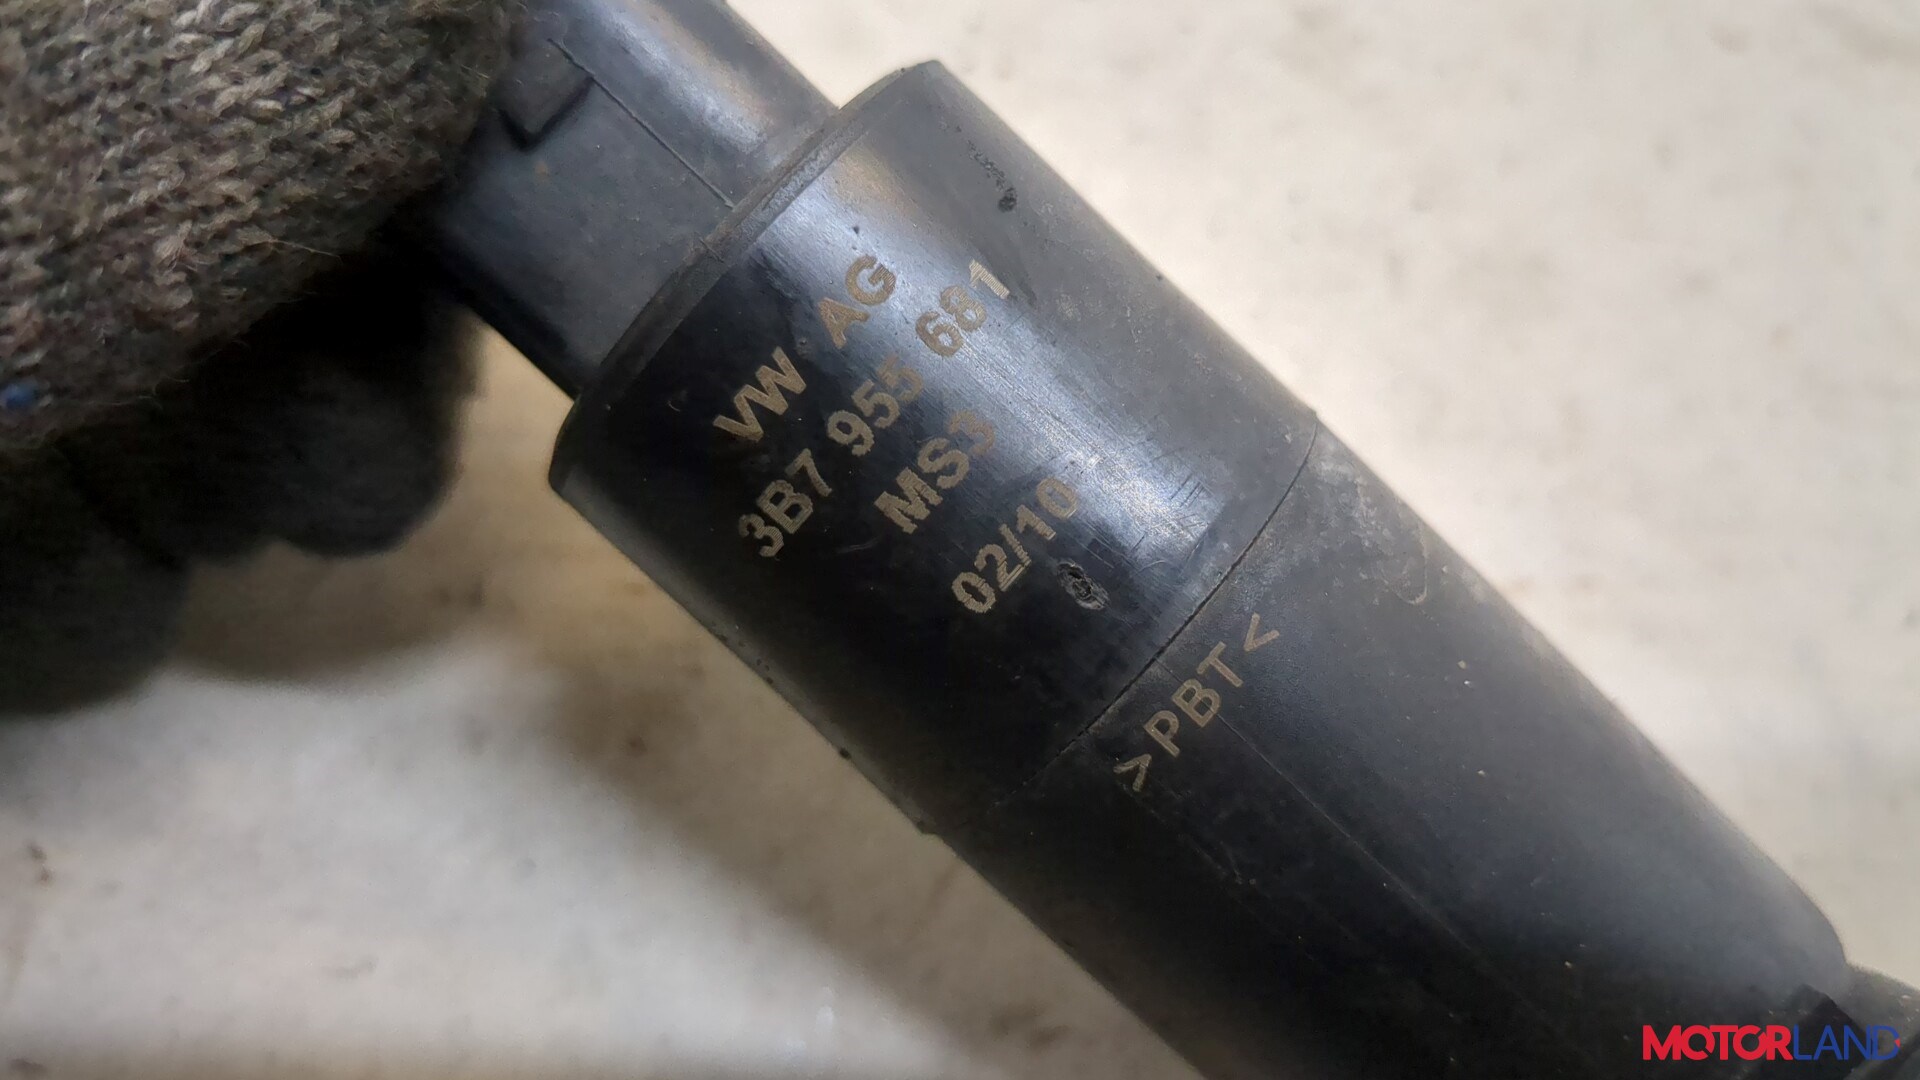 VW AG
3B7 955 681
MS3
02/10
>PBT<
MOTORLAND